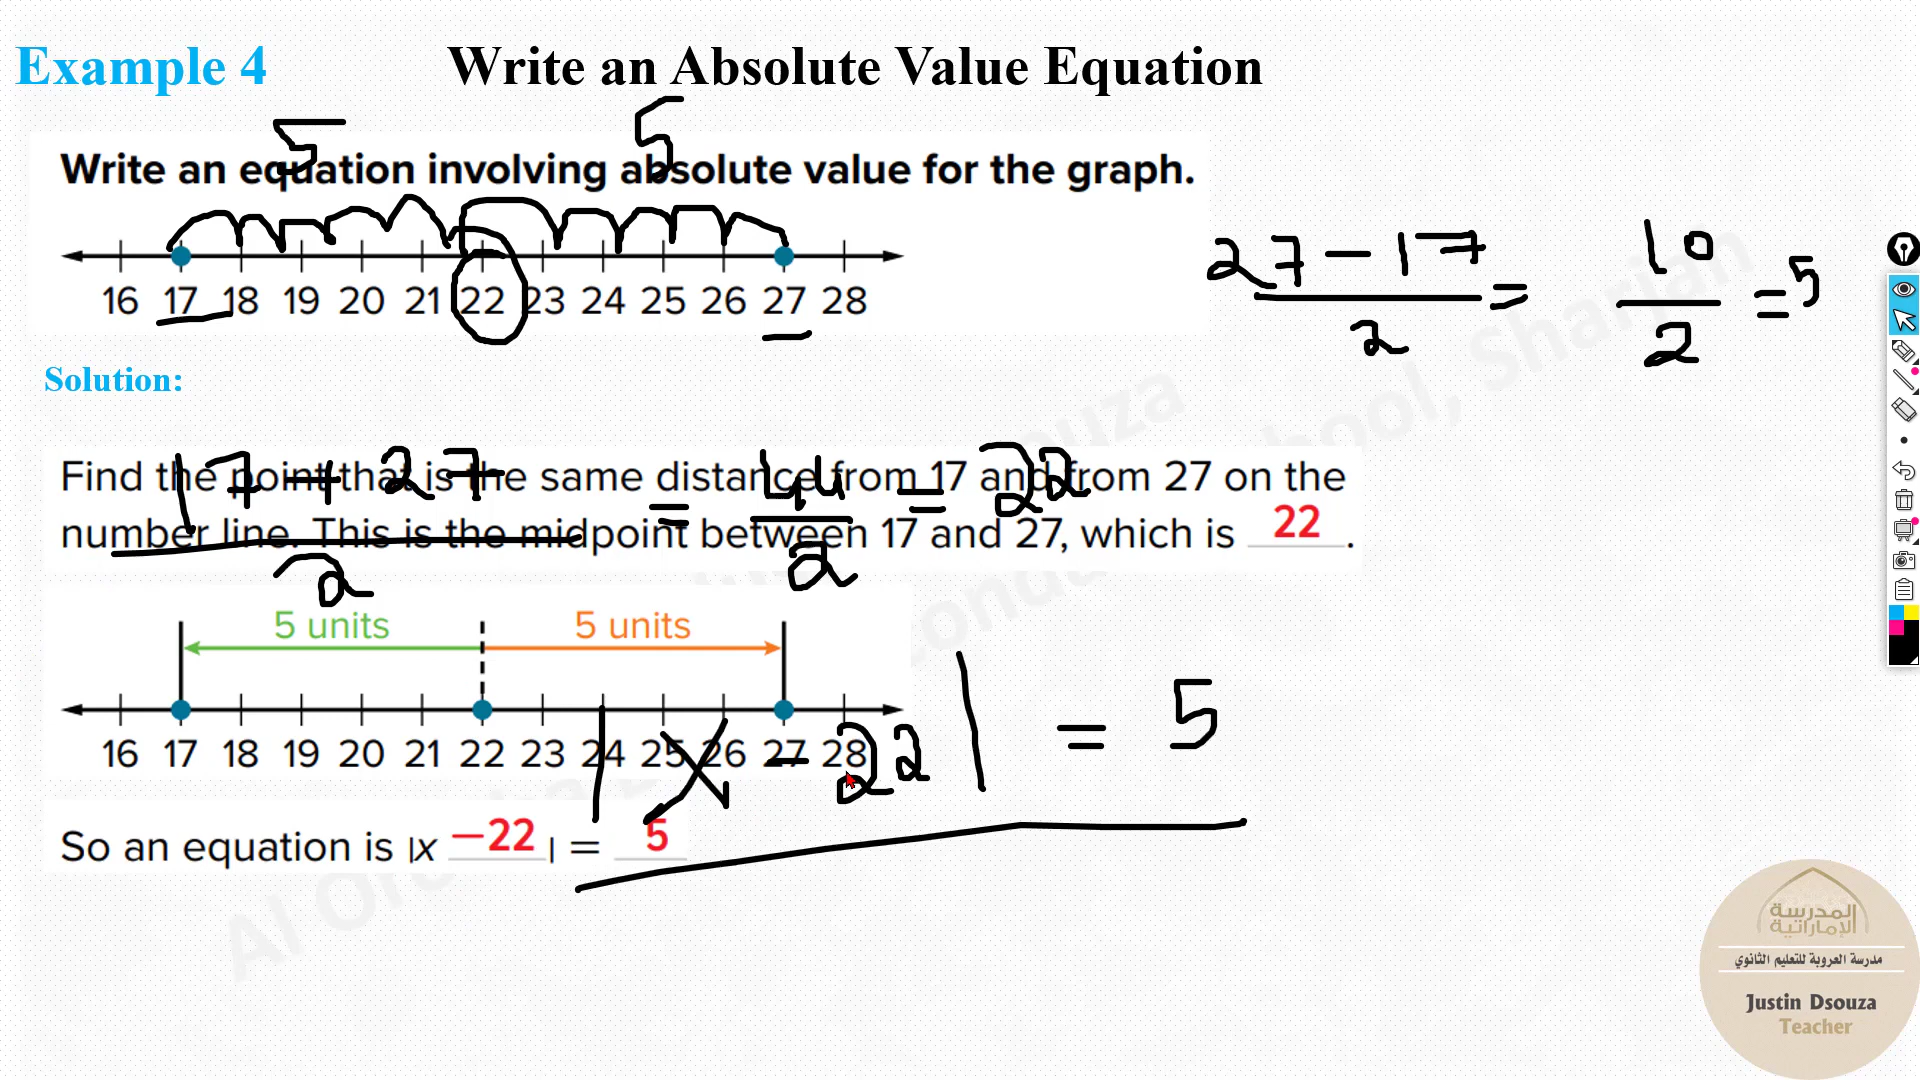 Example 4
Write an Absolute Value Equation
5 5
Write an equation involving absolute value for the graph.
16 17 18 19 20 21 22 23 24 25 26 27 28
27 - 17 / 2 = 10 / 2 = 5
Solution:
17 + 27 / 2 = 44 / 2 = 22
Find the point that is the same distance from 17 and from 27 on the
number line. This is the midpoint between 17 and 27, which is 22.
5 units 5 units
16 17 18 19 20 21 22 23 24 25 26 27 28
| x - 22 | = 5
So an equation is |x −22 | = 5
المدرسة
الإماراتية
مدرسة العروبة للتعليم الثانوي
Justin Dsouza
Teacher